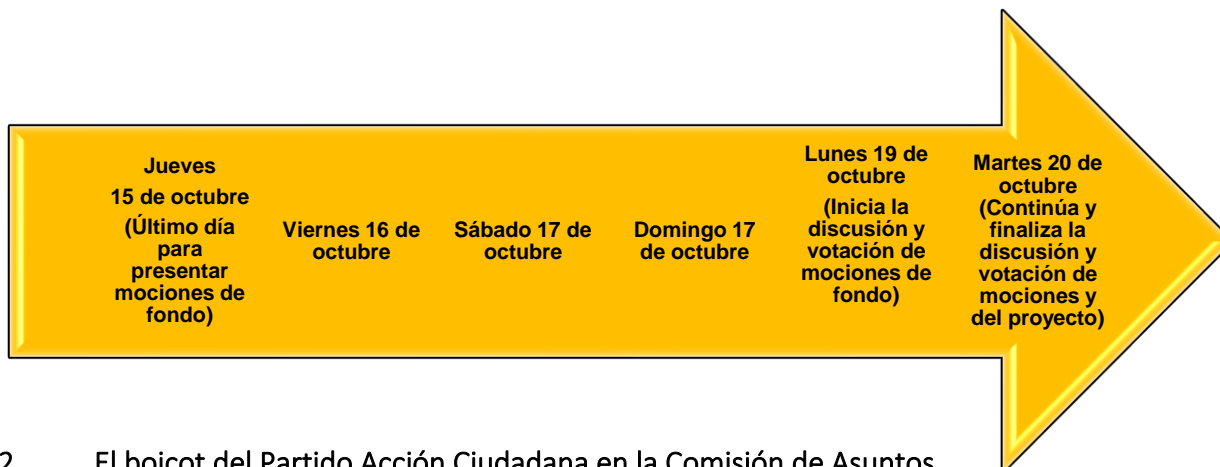 Jueves
15 de octubre
(Último día
para
presentar
mociones de
fondo)
Viernes 16 de
octubre
Sábado 17 de
octubre
Domingo 17
de octubre
Lunes 19 de
octubre
(Inicia la
discusión y
votación de
mociones de
fondo)
Martes 20 de
octubre
(Continúa y
finaliza la
discusión y
votación de
mociones y
del proyecto)
2 El boicot del Partido Acción Ciudadana en la Comisión de Asuntos